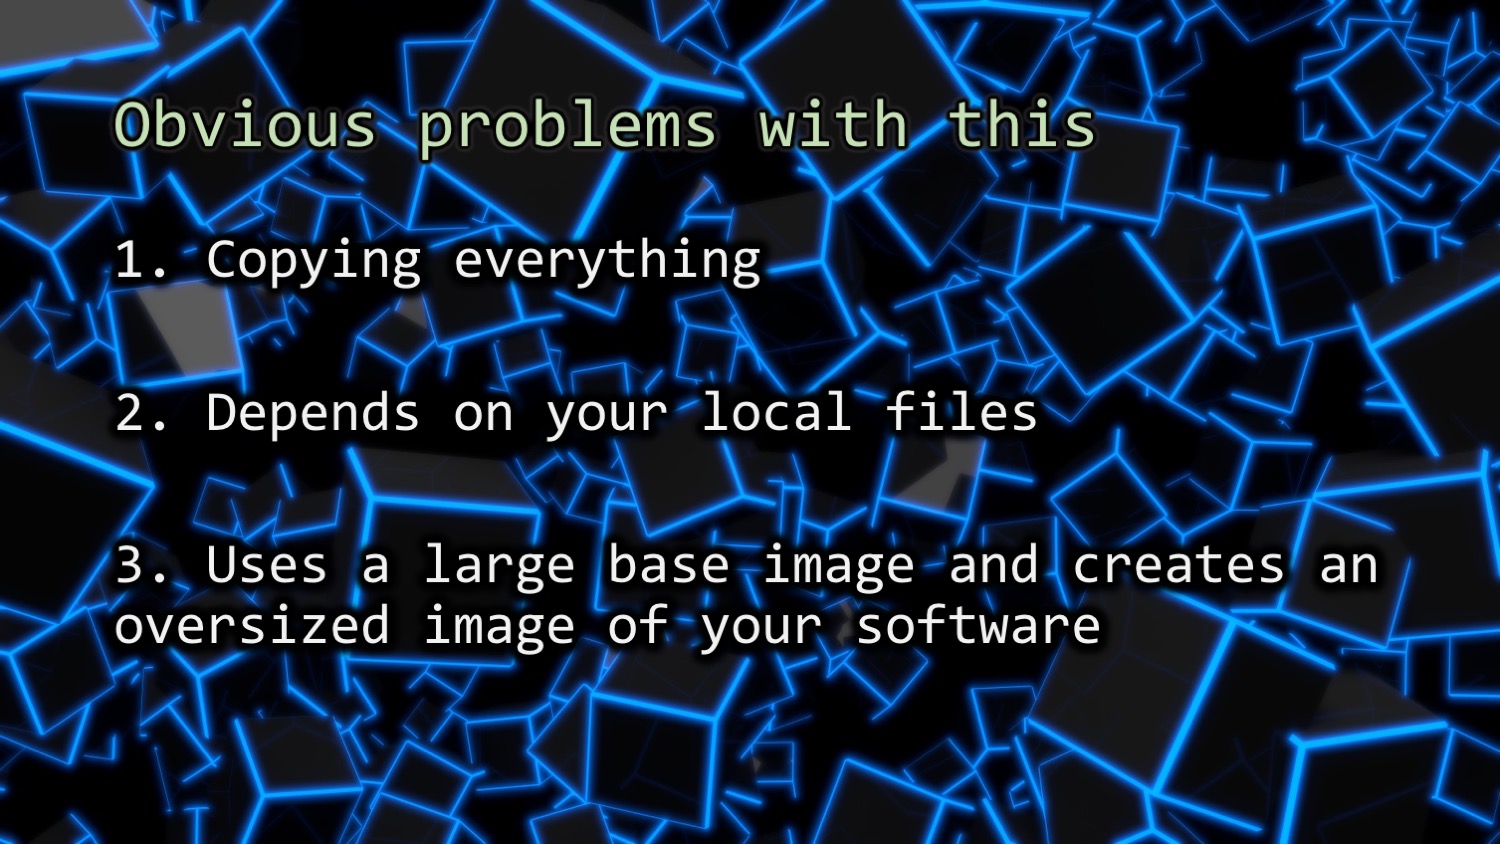 Obvious problems with this
1. Copying everything
2. Depends on your local files
3. Uses a large base image and creates an
oversized image of your software